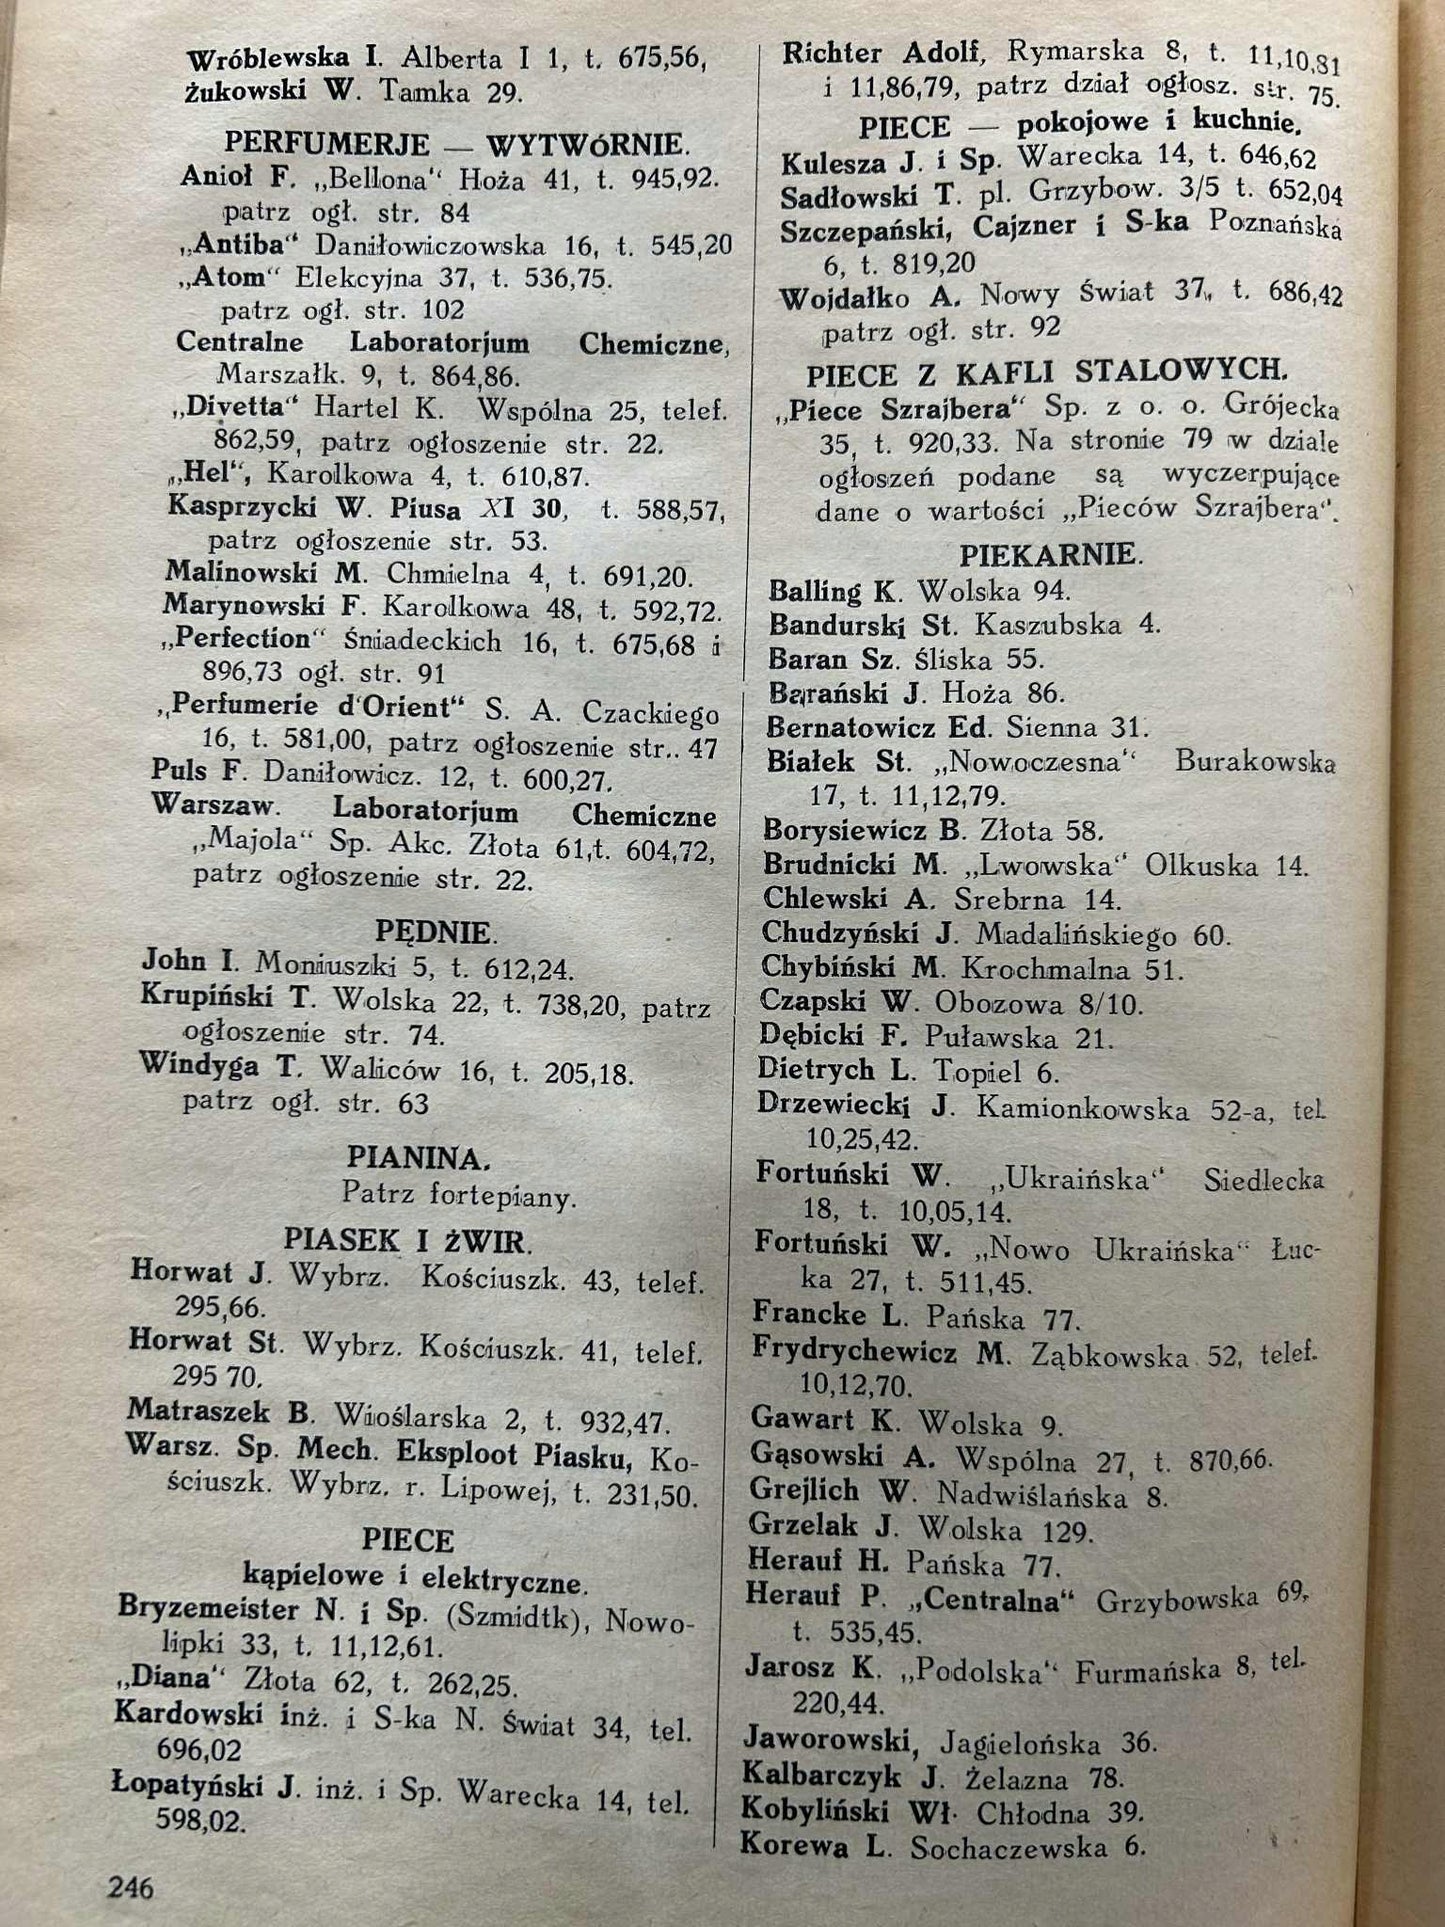 Wróblewska I. Alberta I 1, t. 675,56,
Żukowski W. Tamka 29.
PERFUMERJE — WYTWÓRNIE.
Anioł F. „Bellona“ Hoża 41, t. 945,92.
patrz ogł. str. 84
„Antiba“ Daniłowiczowska 16, t. 545,20
„Atom“ Elekcyjna 37, t. 536,75.
patrz ogł. str. 102
Centralne Laboratorjum Chemiczne,
Marszałk. 9, t. 864,86.
„Divetta“ Hartel K. Wspólna 25, telef.
862,59, patrz ogłoszenie str. 22.
„Hel“, Karolkowa 4, t. 610,87.
Kasprzycki W. Piusa XI 30, t. 588,57,
patrz ogłoszenie str. 53.
Malinowski M. Chmielna 4, t. 691,20.
Marynowski F. Karolkowa 48, t. 592,72.
„Perfection“ Śniadeckich 16, t. 675,68 i
896,73 ogł. str. 91
„Perfumerie d'Orient“ S. A. Czackiego
16, t. 581,00, patrz ogłoszenie str.. 47
Puls F. Daniłowicz. 12, t. 600,27.
Warszaw. Laboratorjum Chemiczne
„Majola“ Sp. Akc. Złota 61,t. 604,72,
patrz ogłoszenie str. 22.
PĘDNIE.
John I. Moniuszki 5, t. 612,24.
Krupiński T. Wolska 22, t. 738,20, patrz
ogłoszenie str. 74.
Windyga T. Waliców 16, t. 205,18.
patrz ogł. str. 63
PIANINA.
Patrz fortepiany.
PIASEK I ŻWIR.
Horwat J. Wybrz. Kościuszk. 43, telef.
295,66.
Horwat St. Wybrz. Kościuszk. 41, telef.
295 70.
Matraszek B. Wioślarska 2, t. 932,47.
Warsz. Sp. Mech. Eksploot Piasku, Ko-
ściuszk. Wybrz. r. Lipowej, t. 231,50.
PIECE
kąpielowe i elektryczne.
Bryzemeister N. i Sp. (Szmidtk), Nowo-
lipki 33, t. 11,12,61.
„Diana“ Złota 62, t. 262,25.
Kardowski inż. i S-ka N. Świat 34, tel.
696,02
Łopatyński J. inż. i Sp. Warecka 14, tel.
598,02.
246
Richter Adolf, Rymarska 8, t. 11,10,81
i 11,86,79, patrz dział ogłosz. str. 75.
PIECE — pokojowe i kuchnie.
Kulesza J. i Sp. Warecka 14, t. 646,62
Sadłowski T. pl. Grzybow. 3/5 t. 652,04
Szczepański, Cajzner i S-ka Poznańska
6, t. 819,20
Wojdałko A. Nowy Świat 37, t. 686,42
patrz ogł. str. 92
PIECE Z KAFLI STALOWYCH.
„Piece Szrajbera“ Sp. z o. o. Grójecka
35, t. 920,33. Na stronie 79 w dziale
ogłoszeń podane są wyczerpujące
dane o wartości „Pieców Szrajbera“.
PIEKARNIE.
Balling K. Wolska 94.
Bandurski St. Kaszubska 4.
Baran Sz. Śliska 55.
Barański J. Hoża 86.
Bernatowicz Ed. Sienna 31.
Białek St. „Nowoczesna“ Burakowska
17, t. 11,12,79.
Borysiewicz B. Złota 58.
Brudnicki M. „Lwowska“ Olkuska 14.
Chlewski A. Srebrna 14.
Chudzyński J. Madalińskiego 60.
Chybiński M. Krochmalna 51.
Czapski W. Obozowa 8/10.
Dębicki F. Puławska 21.
Dietrych L. Topiel 6.
Drzewiecki J. Kamionkowska 52-a, tel.
10,25,42.
Fortuński W. „Ukraińska“ Siedlecka
18, t. 10,05,14.
Fortuński W. „Nowo Ukraińska“ Łuc-
ka 27, t. 511,45.
Francke L. Pańska 77.
Frydrychewicz M. Ząbkowska 52, telef.
10,12,70.
Gawart K. Wolska 9.
Gąsowski A. Wspólna 27, t. 870,66.
Grejlich W. Nadwiślańska 8.
Grzelak J. Wolska 129.
Herauf H. Pańska 77.
Herauf P. „Centralna“ Grzybowska 69,
t. 535,45.
Jarosz K. „Podolska“ Furmańska 8, tel.
220,44.
Jaworowski, Jagielońska 36.
Kalbarczyk J. Żelazna 78.
Kobyliński Wł. Chłodna 39.
Korewa L. Sochaczewska 6.